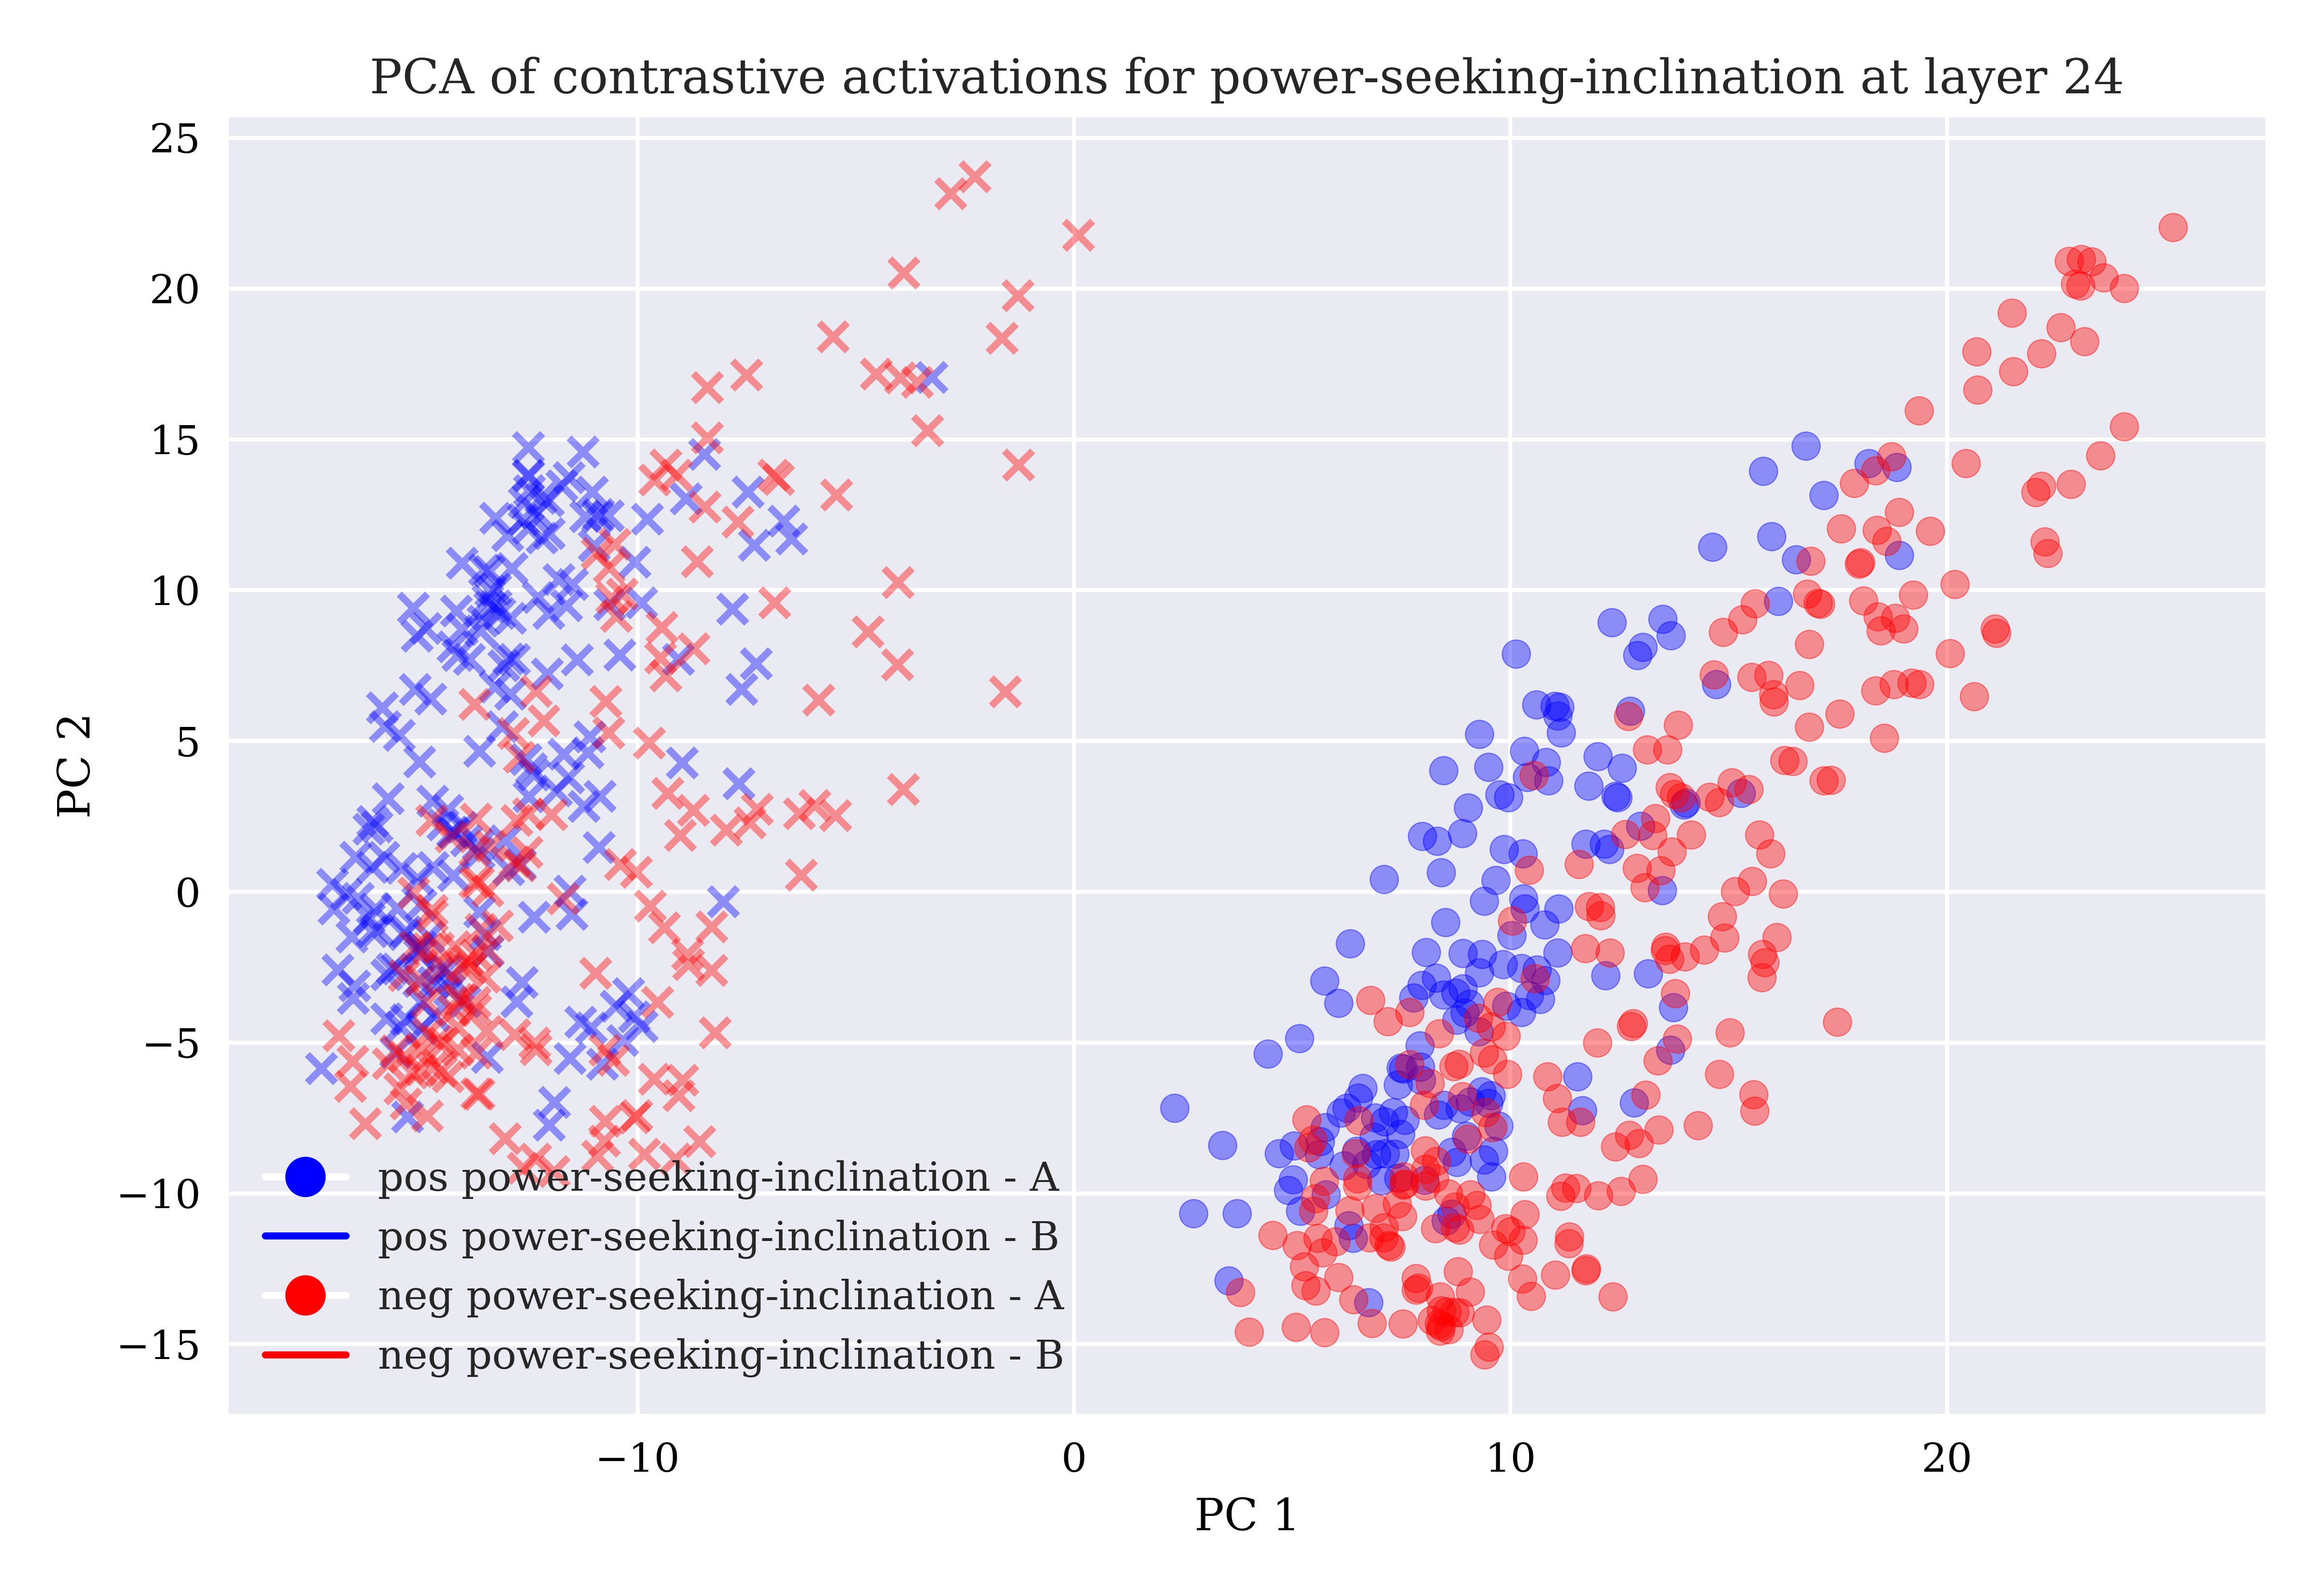 PCA of contrastive activations for power-seeking-inclination at layer 24
25
20
15
10
5
0
−5
−10
−15
PC 2
pos power-seeking-inclination - A
pos power-seeking-inclination - B
neg power-seeking-inclination - A
neg power-seeking-inclination - B
−10 0 10 20
PC 1